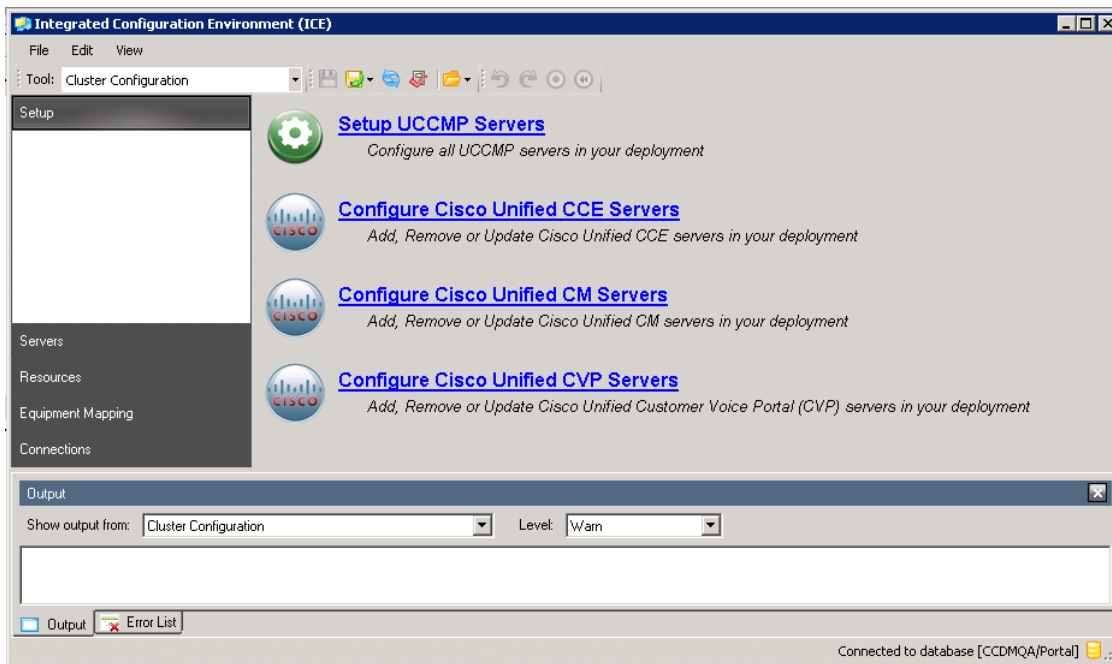 Integrated Configuration Environment (ICE)
File Edit View
Tool: Cluster Configuration
Setup
Setup UCCMP Servers
Configure all UCCMP servers in your deployment
CISCO
Configure Cisco Unified CCE Servers
Add, Remove or Update Cisco Unified CCE servers in your deployment
CISCO
Configure Cisco Unified CM Servers
Add, Remove or Update Cisco Unified CM servers in your deployment
CISCO
Configure Cisco Unified CVP Servers
Add, Remove or Update Cisco Unified Customer Voice Portal (CVP) servers in your deployment
Servers
Resources
Equipment Mapping
Connections
Output
Show output from: Cluster Configuration Level: Warn
Output Error List
Connected to database [CCDMQA/Portal]